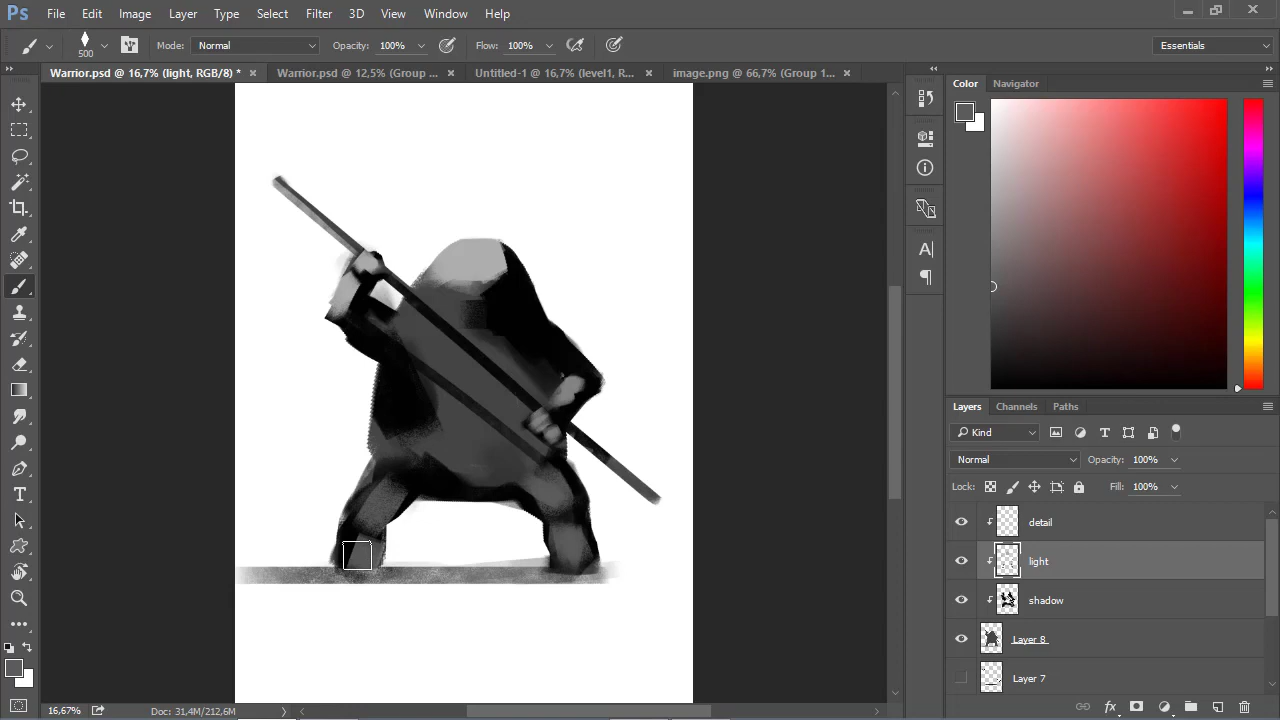 Ps File Edit Image Layer Type Select Filter 3D View Window Help
500 Mode: Normal Opacity: 100% Flow: 100% Essentials
Warrior.psd @ 16,7% (light, RGB/8) * Warrior.psd @ 12,5% (Group ... Untitled-1 @ 16,7% (level1, R... image.png @ 66,7% (Group 1...
Color Navigator
Layers Channels Paths
Kind
Normal Opacity: 100%
Lock: Fill: 100%
detail
light
shadow
Layer 8
Layer 7
16,67% Doc: 31,4M/212,6M